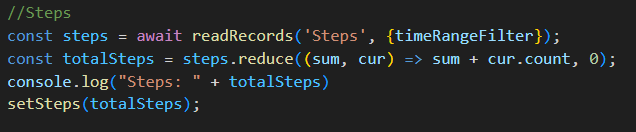 //Steps
const steps = await readRecords('Steps', {timeRangeFilter});
const totalSteps = steps.reduce((sum, cur) => sum + cur.count, 0);
console.log("Steps: " + totalSteps)
setSteps(totalSteps);